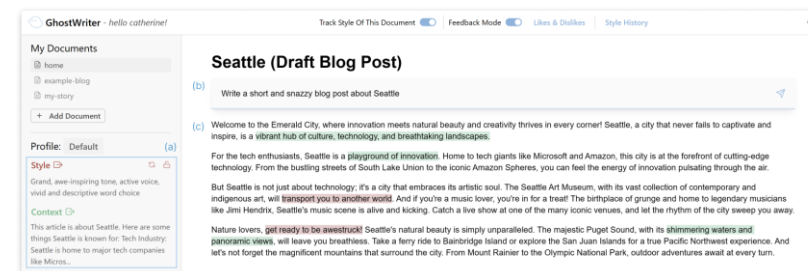 GhostWriter - hello catherine!
Track Style Of This Document
Feedback Mode
Likes & Dislikes
Style History
My Documents
home
example-blog
my-story
+ Add Document
Profile: Default
(a)
Style
Grand, awe-inspiring tone, active voice,
vivid and descriptive word choice
Context
This article is about Seattle. Here are some
things Seattle is known for: Tech Industry:
Seattle is home to major tech companies
like Micros...
Seattle (Draft Blog Post)
(b)
Write a short and snazzy blog post about Seattle
(c)
Welcome to the Emerald City, where innovation meets natural beauty and creativity thrives in every corner! Seattle, a city that never fails to captivate and
inspire, is a vibrant hub of culture, technology, and breathtaking landscapes.
For the tech enthusiasts, Seattle is a playground of innovation. Home to tech giants like Microsoft and Amazon, this city is at the forefront of cutting-edge
technology. From the bustling streets of South Lake Union to the iconic Amazon Spheres, you can feel the energy of innovation pulsating through the air.
But Seattle is not just about technology; it's a city that embraces its artistic soul. The Seattle Art Museum, with its vast collection of contemporary and
indigenous art, will transport you to another world. And if you're a music lover, you're in for a treat! The birthplace of grunge and home to legendary musicians
like Jimi Hendrix, Seattle's music scene is alive and kicking. Catch a live show at one of the many iconic venues, and let the rhythm of the city sweep you away.
Nature lovers, get ready to be awestruck! Seattle's natural beauty is simply unparalleled. The majestic Puget Sound, with its shimmering waters and
panoramic views, will leave you breathless. Take a ferry ride to Bainbridge Island or explore the San Juan Islands for a true Pacific Northwest experience. And
let's not forget the magnificent mountains that surround the city. From Mount Rainier to the Olympic National Park, outdoor adventures await at every turn.